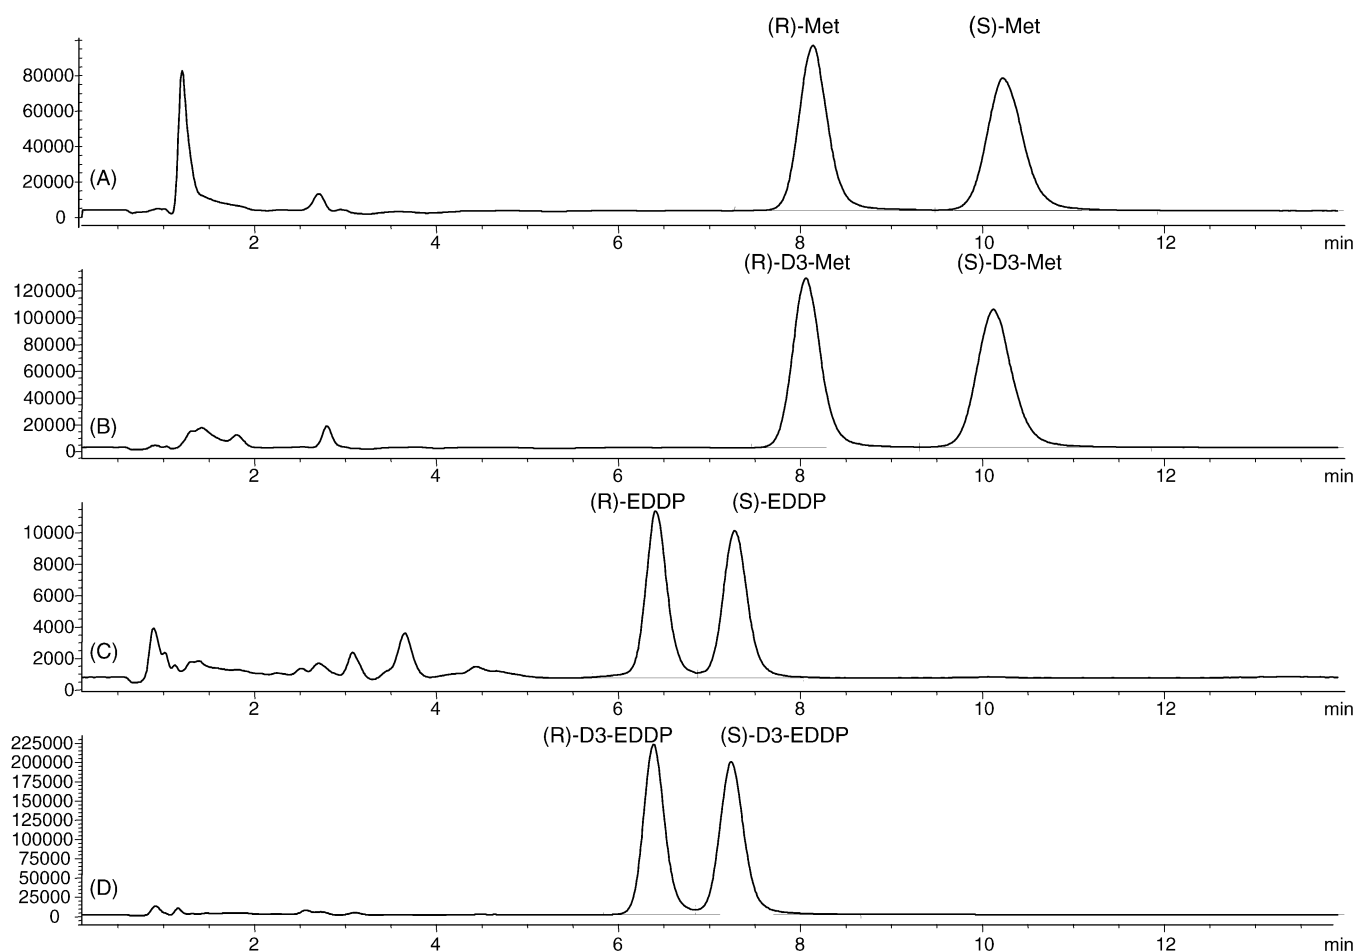 (R)-Met (S)-Met
80000
60000
40000
20000
0
(A)
2 4 6 8 10 12 min
(R)-D3-Met (S)-D3-Met
120000
100000
80000
60000
40000
20000
0
(B)
2 4 6 8 10 12 min
(R)-EDDP (S)-EDDP
10000
8000
6000
4000
2000
0
(C)
2 4 6 8 10 12 min
(R)-D3-EDDP (S)-D3-EDDP
225000
200000
175000
150000
125000
100000
75000
50000
25000
0
(D)
2 4 6 8 10 12 min